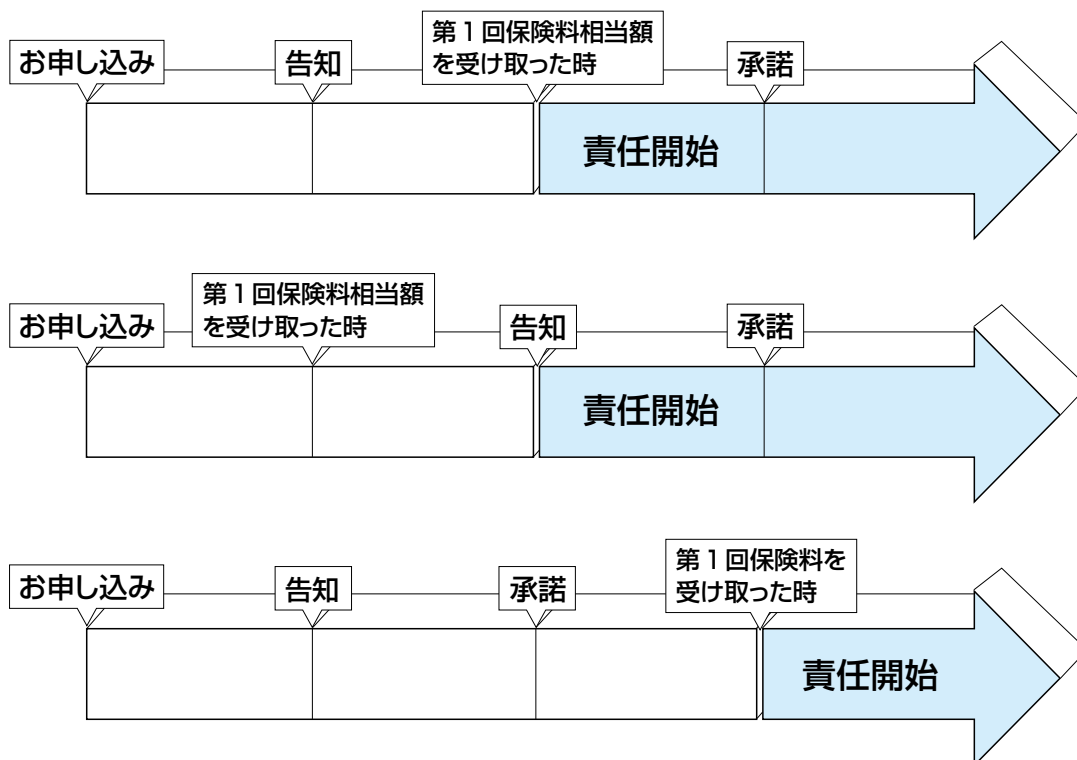 お申し込み
告知
第1回保険料相当額
を受け取った時
承諾
責任開始
お申し込み
第1回保険料相当額
を受け取った時
告知
承諾
責任開始
お申し込み
告知
承諾
第1回保険料を
受け取った時
責任開始